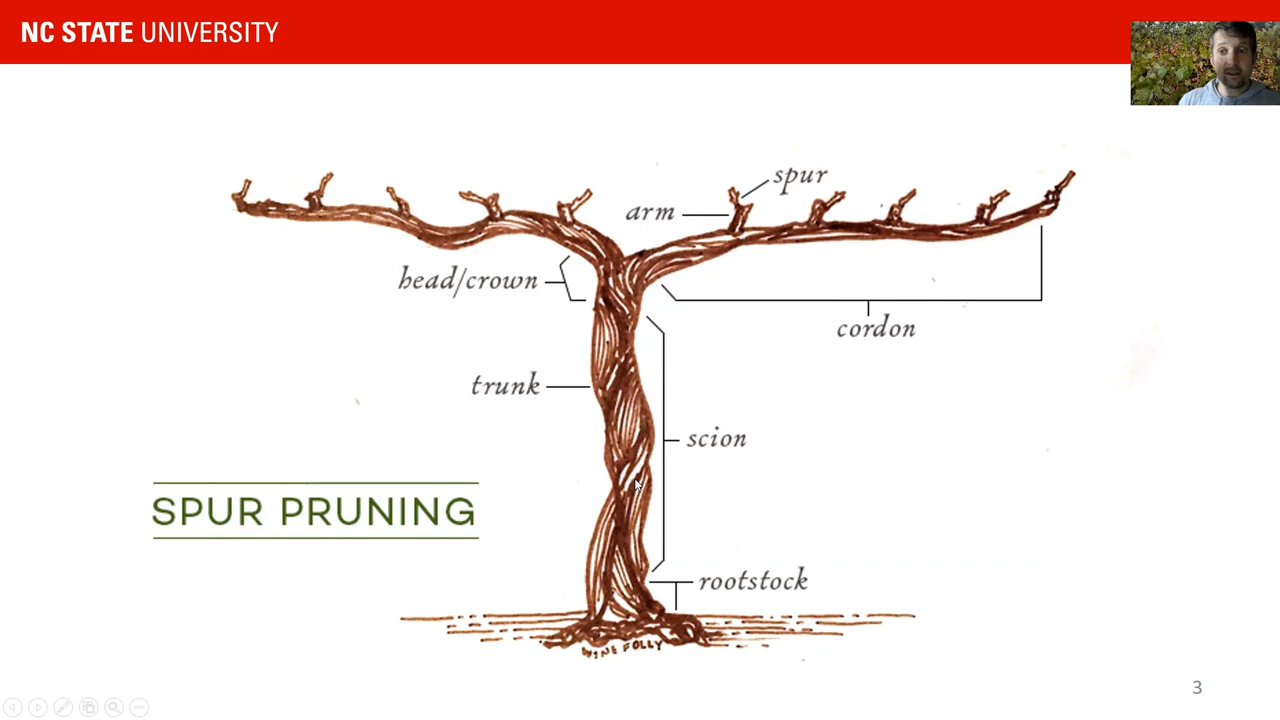 NC STATE UNIVERSITY
spur
arm
head/crown
cordon
trunk
scion
SPUR PRUNING
rootstock
WINE FOLLY
3